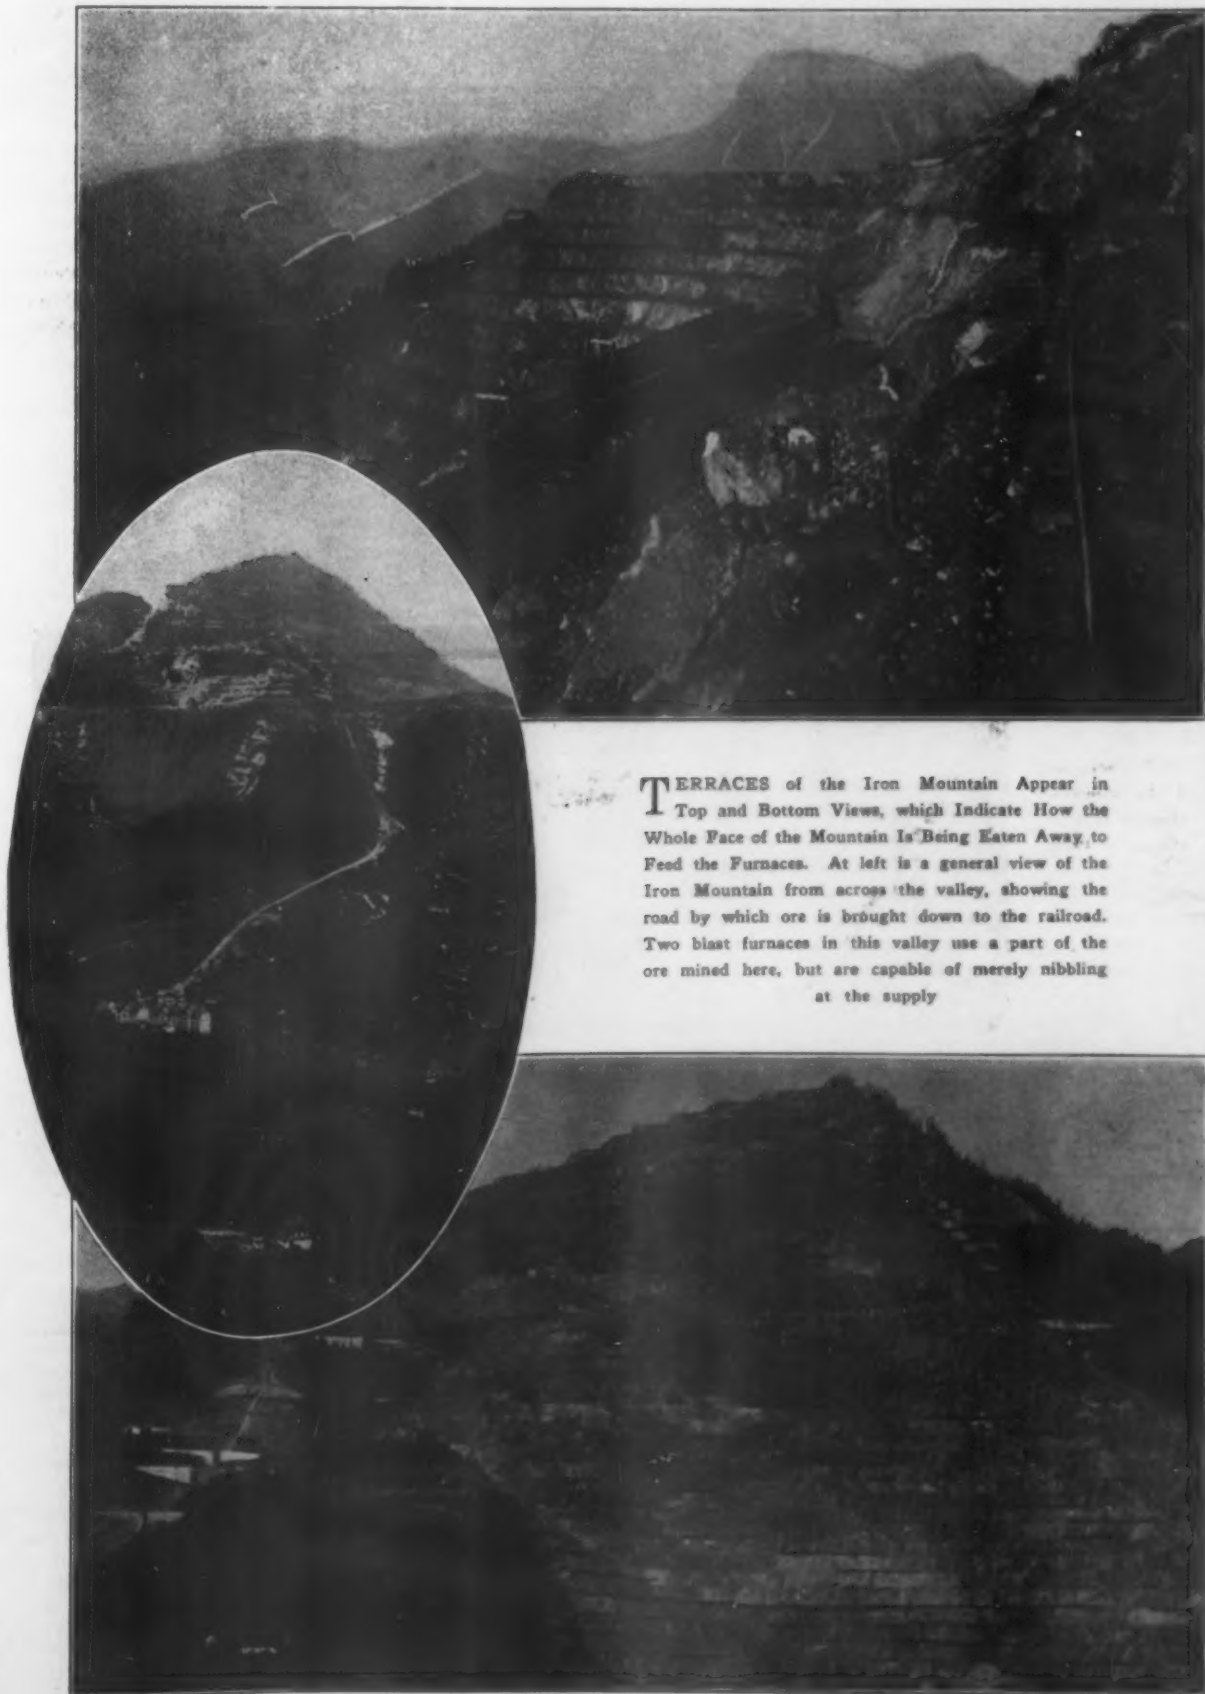 TERRACES of the Iron Mountain Appear in
Top and Bottom Views, which Indicate How the
Whole Face of the Mountain Is Being Eaten Away to
Feed the Furnaces. At left is a general view of the
Iron Mountain from across the valley, showing the
road by which ore is brought down to the railroad.
Two blast furnaces in this valley use a part of the
ore mined here, but are capable of merely nibbling
at the supply